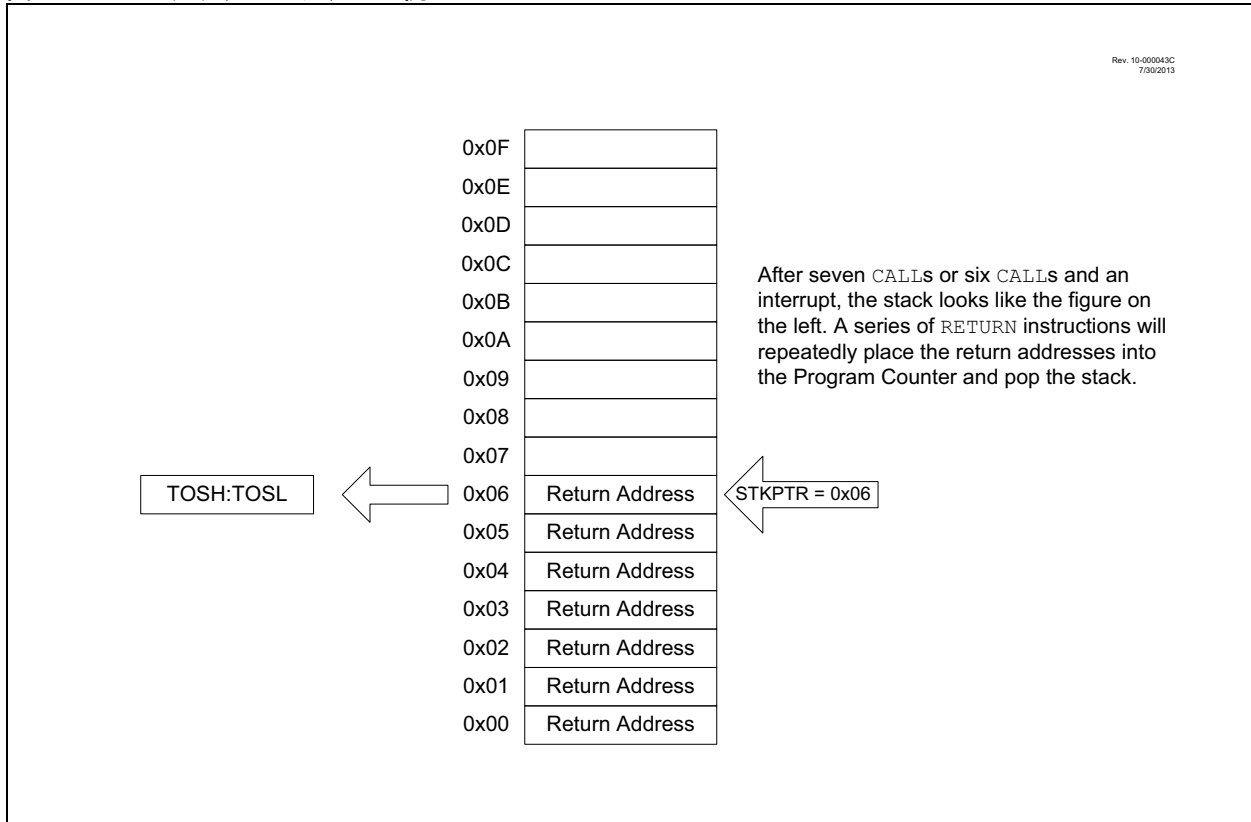 Rev. 10-000043C
7/30/2013
0x0F
0x0E
0x0D
0x0C
0x0B
0x0A
0x09
0x08
0x07
After seven CALLs or six CALLs and an
interrupt, the stack looks like the figure on
the left. A series of RETURN instructions will
repeatedly place the return addresses into
the Program Counter and pop the stack.
TOSH:TOSL
0x06 Return Address
STKPTR = 0x06
0x05 Return Address
0x04 Return Address
0x03 Return Address
0x02 Return Address
0x01 Return Address
0x00 Return Address